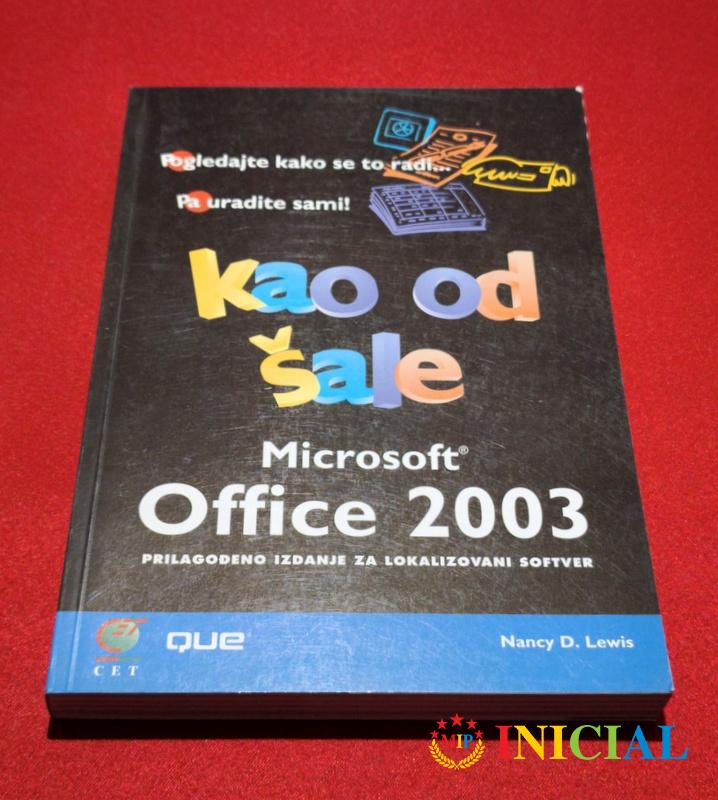 Pogledajte kako se to radi...
Pa uradite sami!
kao od
šale
Microsoft®
Office 2003
PRILAGOĐENO IZDANJE ZA LOKALIZOVANI SOFTVER
CET
QUE
Nancy D. Lewis
MIP INICIAL